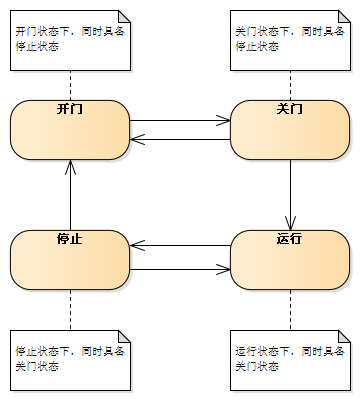 开门状态下，同时具备
停止状态
关门状态下，同时具备
停止状态
开门
关门
停止
运行
停止状态下，同时具备
关门状态
运行状态下，同时具备
关门状态